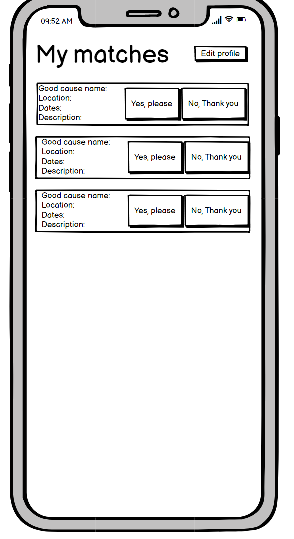 09:52 AM
My matches
Edit profile
Good cause name:
Location:
Dates:
Description:
Yes, please
No, Thank you
Good cause name:
Location:
Dates:
Description:
Yes, please
No, Thank you
Good cause name:
Location:
Dates:
Description:
Yes, please
No, Thank you